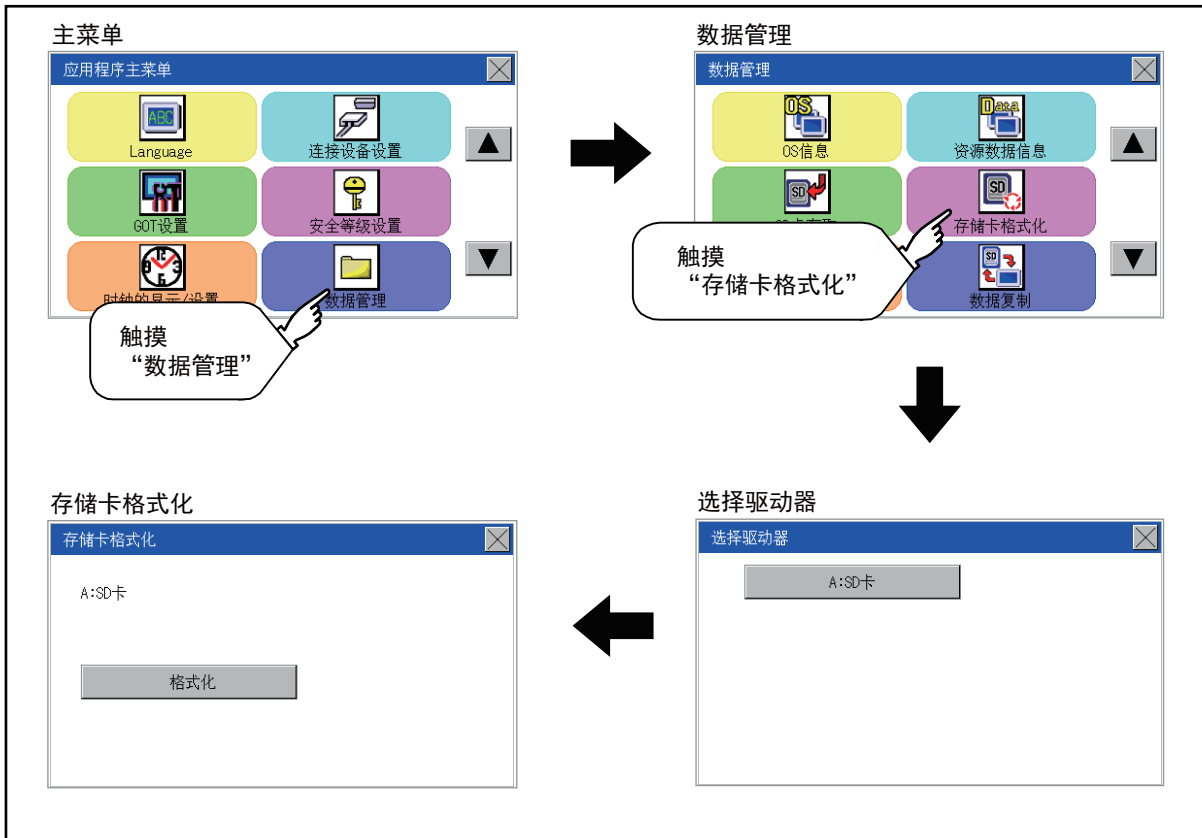 主菜单
应用程序主菜单
Language
连接设备设置
GOT设置
安全等级设置
数据管理
触摸
“数据管理”
数据管理
数据管理
OS信息
资源数据信息
存储卡格式化
数据复制
触摸
“存储卡格式化”
选择驱动器
选择驱动器
A:SD卡
存储卡格式化
存储卡格式化
A:SD卡
格式化